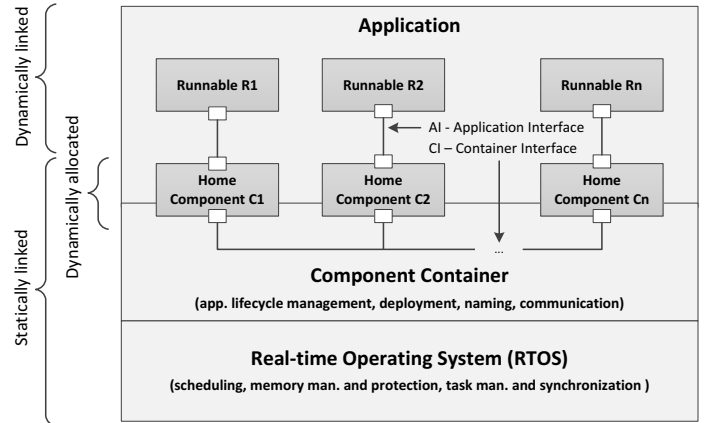 Application
Runnable R1
Runnable R2
Runnable Rn
AI - Application Interface
CI – Container Interface
Home
Component C1
Home
Component C2
Home
Component Cn
...
Component Container
(app. lifecycle management, deployment, naming, communication)
Real-time Operating System (RTOS)
(scheduling, memory man. and protection, task man. and synchronization )
Dynamically linked
Dynamically allocated
Statically linked